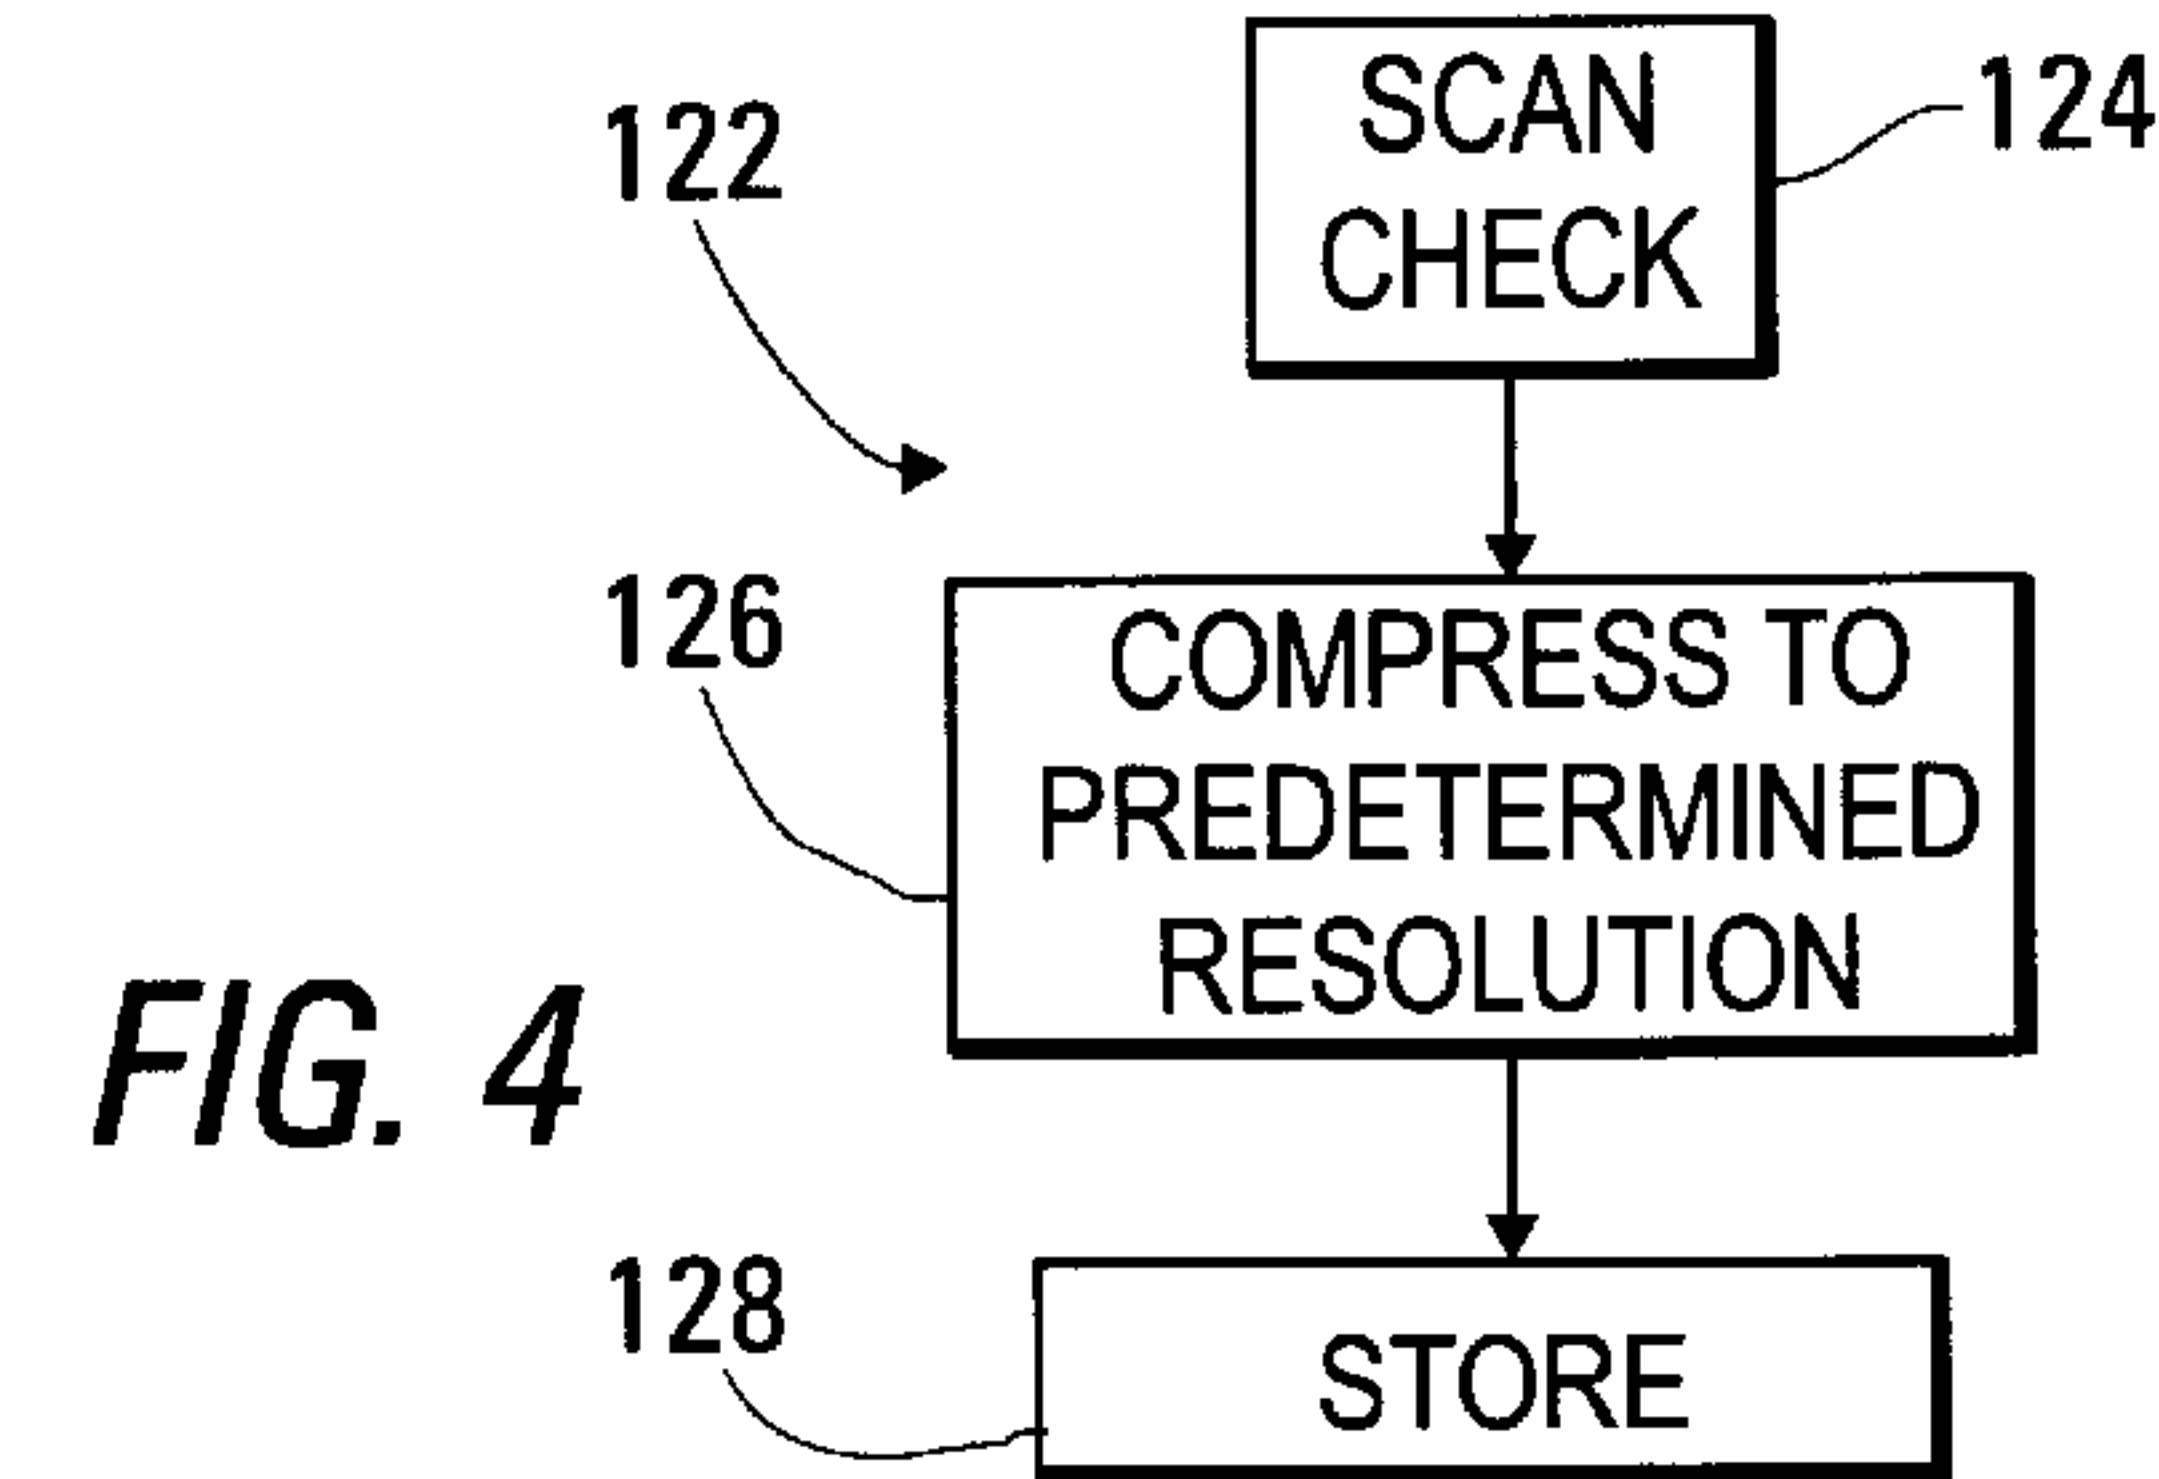 SCAN
CHECK
124
122
126
COMPRESS TO
PREDETERMINED
RESOLUTION
FIG. 4
128
STORE